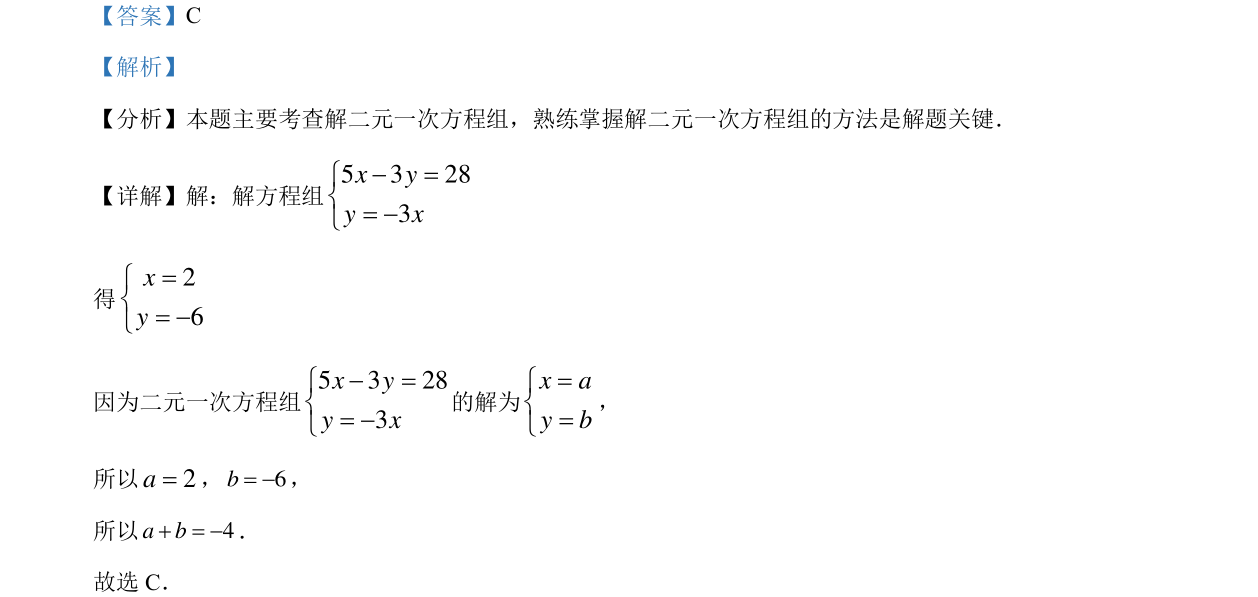 【答案】C
【解析】
【分析】本题主要考查解二元一次方程组，熟练掌握解二元一次方程组的方法是解题关键．
【详解】解：解方程组{5x−3y=28
y=−3x
得{x=2
y=−6
因为二元一次方程组{5x−3y=28
y=−3x 的解为{x=a
y=b，
所以a=2，b=−6，
所以a+b=−4．
故选 C．